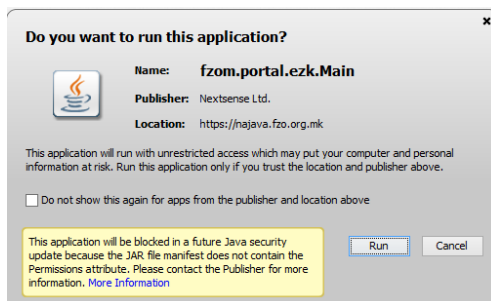 Do you want to run this application?
Name: fzom.portal.ezk.Main
Publisher: Nextsense Ltd.
Location: https://najava.fzo.org.mk
This application will run with unrestricted access which may put your computer and personal
information at risk. Run this application only if you trust the location and publisher above.
Do not show this again for apps from the publisher and location above
This application will be blocked in a future Java security
update because the JAR file manifest does not contain the
Permissions attribute. Please contact the Publisher for more
information. More Information
Run Cancel